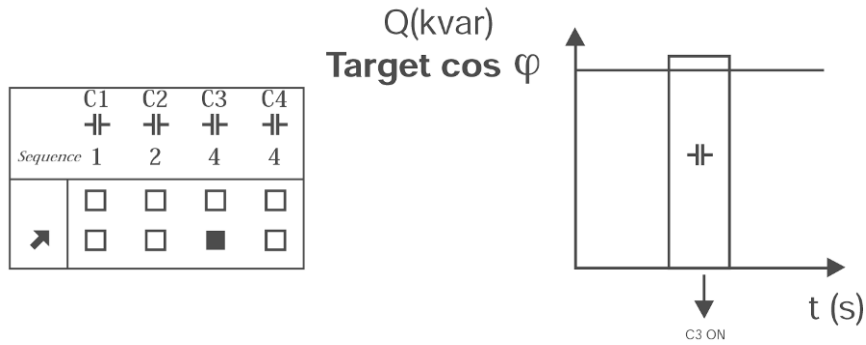 Q(kvar)
Target cos φ
C1 C2 C3 C4
Sequence 1 2 4 4
t (s)
C3 ON